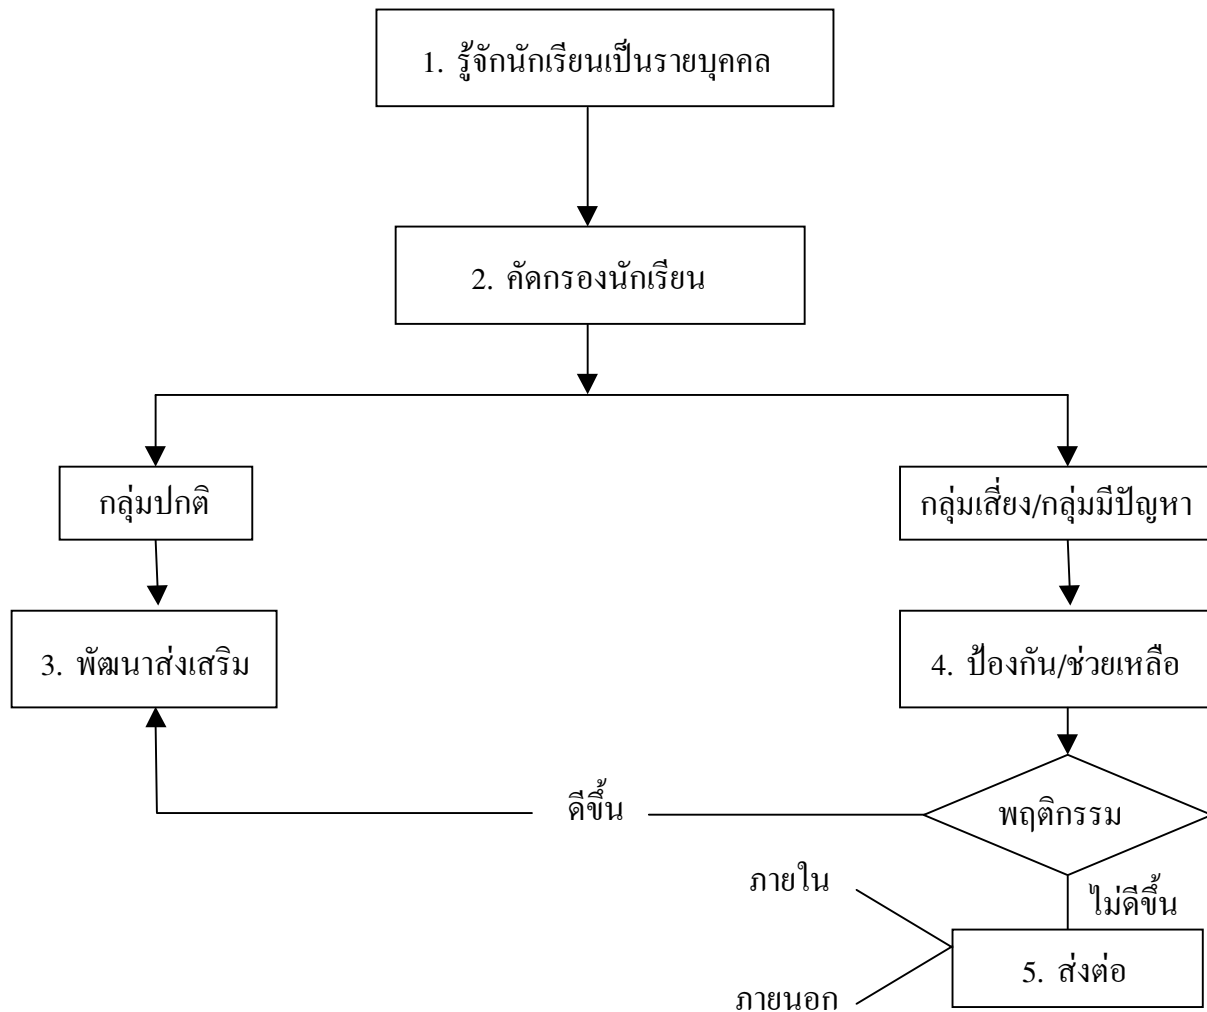 1. รู้จักนักเรียนเป็นรายบุคคล
2. คัดกรองนักเรียน
กลุ่มปกติ
กลุ่มเสี่ยง/กลุ่มมีปัญหา
3. พัฒนาส่งเสริม
4. ป้องกัน/ช่วยเหลือ
ดีขึ้น
พฤติกรรม
ภายใน
ไม่ดีขึ้น
5. ส่งต่อ
ภายนอก